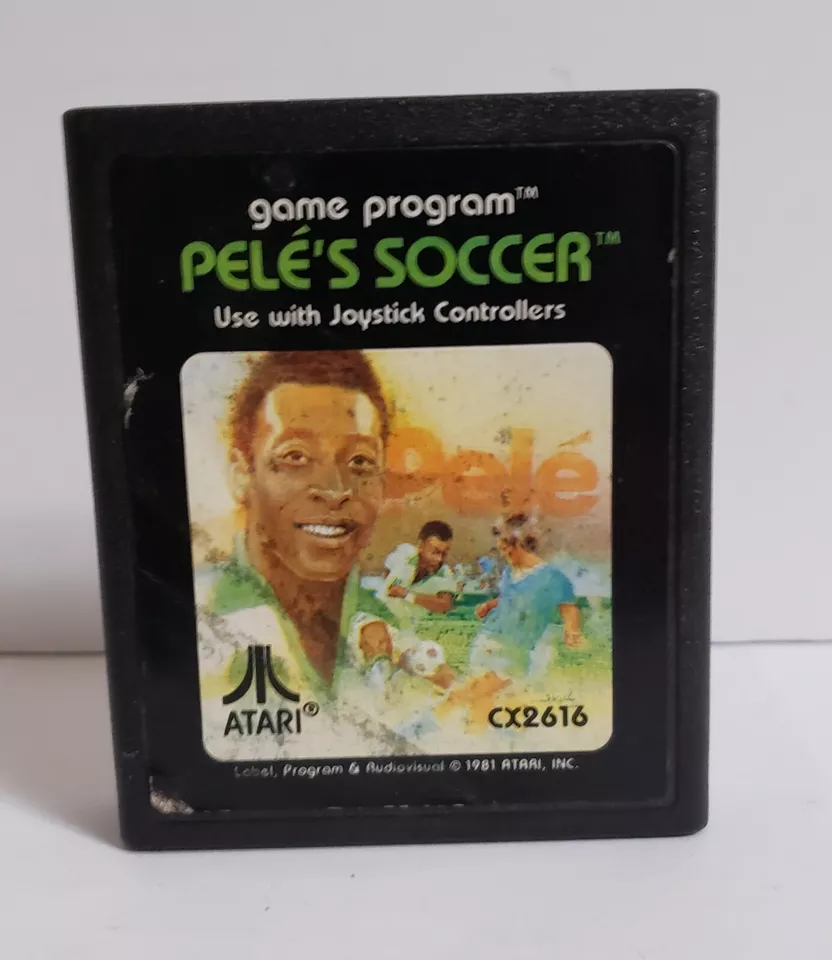 game program™
PELÉ'S SOCCER™
Use with Joystick Controllers
Pelé
ATARI®
CX2616
Label, Program & Audiovisual © 1981 ATARI, INC.